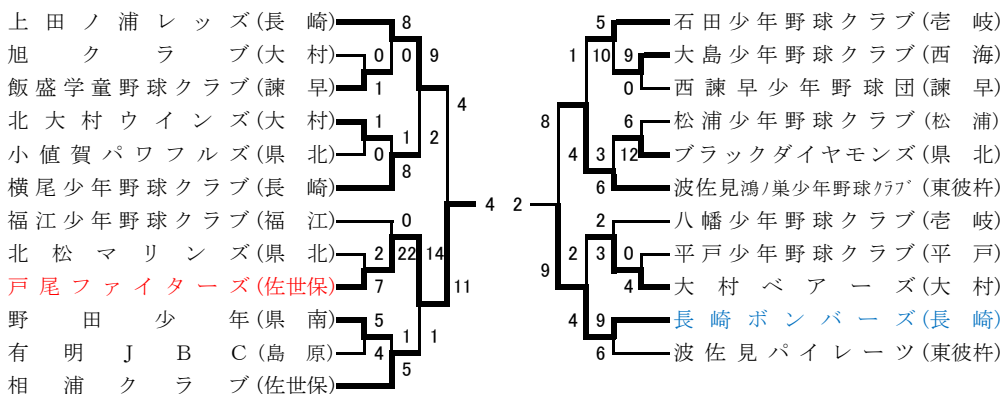 上田ノ浦レッズ(長崎) 8
旭クラブ(大村) 0 0 9
飯盛学童野球クラブ(諫早) 1
4
北大村ウインズ(大村) 1
1 2
小値賀パワフルズ(県北) 0
横尾少年野球クラブ(長崎) 8
4
福江少年野球クラブ(福江) 0
北松マリンズ(県北) 2 22 14
戸尾ファイターズ(佐世保) 7 11
野田少年(県南) 5
1 1
有明JBC(島原) 4
相浦クラブ(佐世保) 5
5 石田少年野球クラブ(壱岐)
1 10 9 大島少年野球クラブ(西海)
0 西諫早少年野球団(諫早)
8 6 松浦少年野球クラブ(松浦)
4 3 12 ブラックダイヤモンズ(県北)
6 波佐見鴻ノ巣少年野球クラブ(東彼杵)
2
2 八幡少年野球クラブ(壱岐)
2 3 0 平戸少年野球クラブ(平戸)
9
4 大村ベアーズ(大村)
4 9 長崎ボンバーズ(長崎)
6 波佐見パイレーツ(東彼杵)